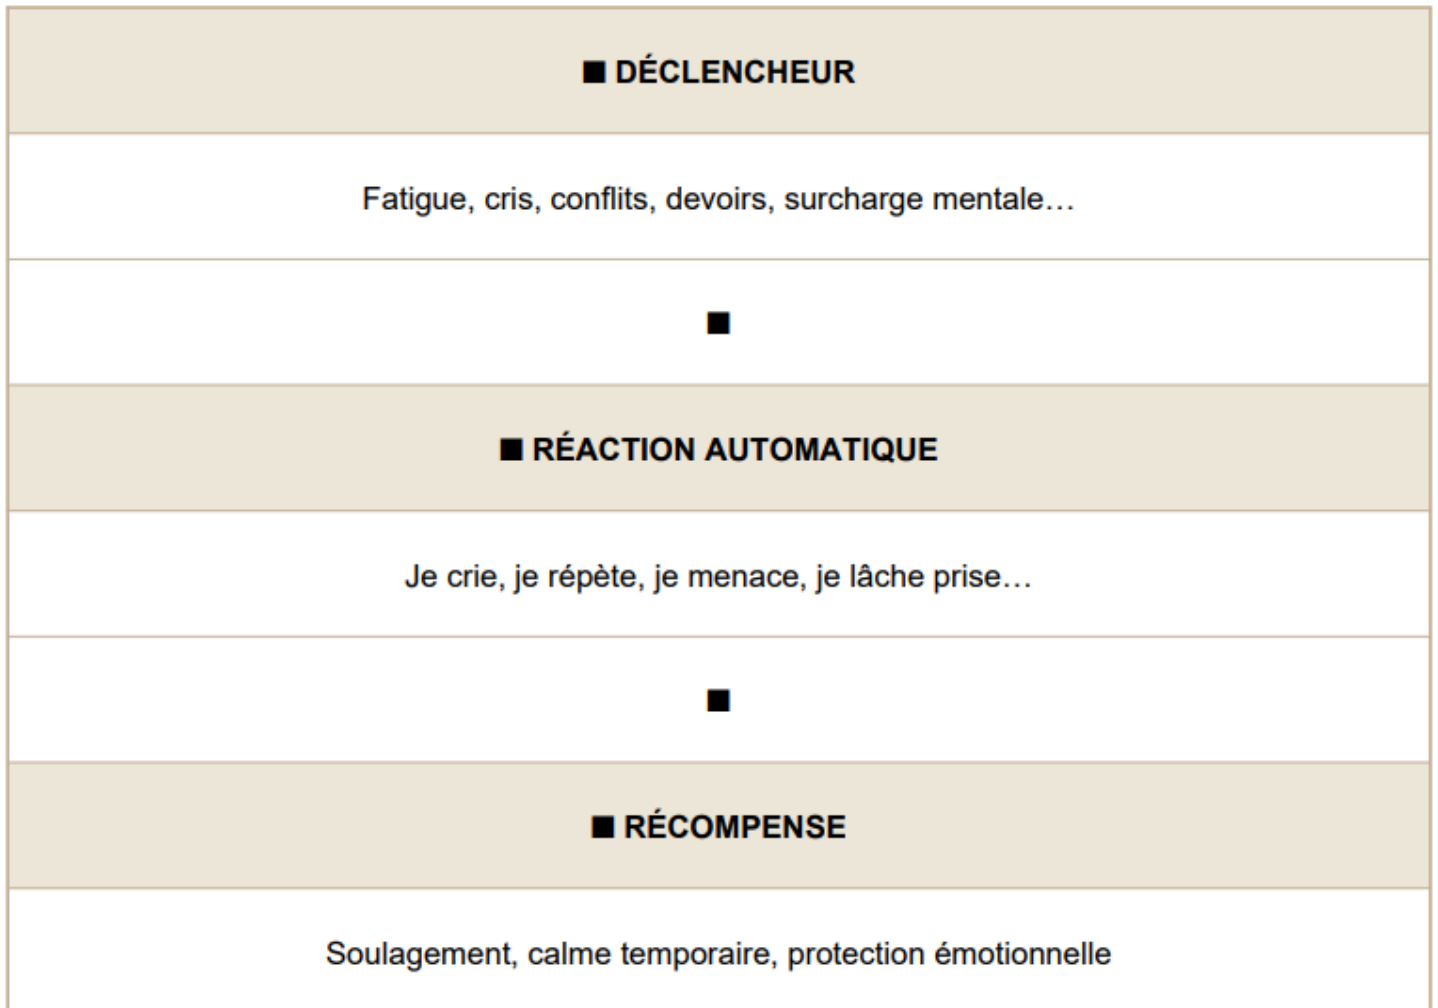 ■ DÉCLENCHEUR
Fatigue, cris, conflits, devoirs, surcharge mentale…
■
■ RÉACTION AUTOMATIQUE
Je crie, je répète, je menace, je lâche prise…
■
■ RÉCOMPENSE
Soulagement, calme temporaire, protection émotionnelle